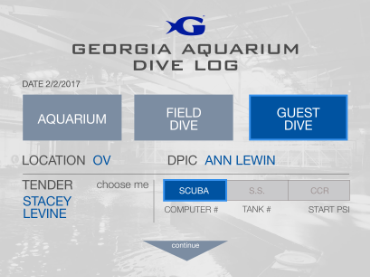 GEORGIA AQUARIUM
DIVE LOG
DATE 2/2/2017
AQUARIUM
FIELD
DIVE
GUEST
DIVE
LOCATION OV DPIC ANN LEWIN
TENDER choose me
STACEY
LEVINE
SCUBA S.S. CCR
COMPUTER # TANK # START PSI
continue